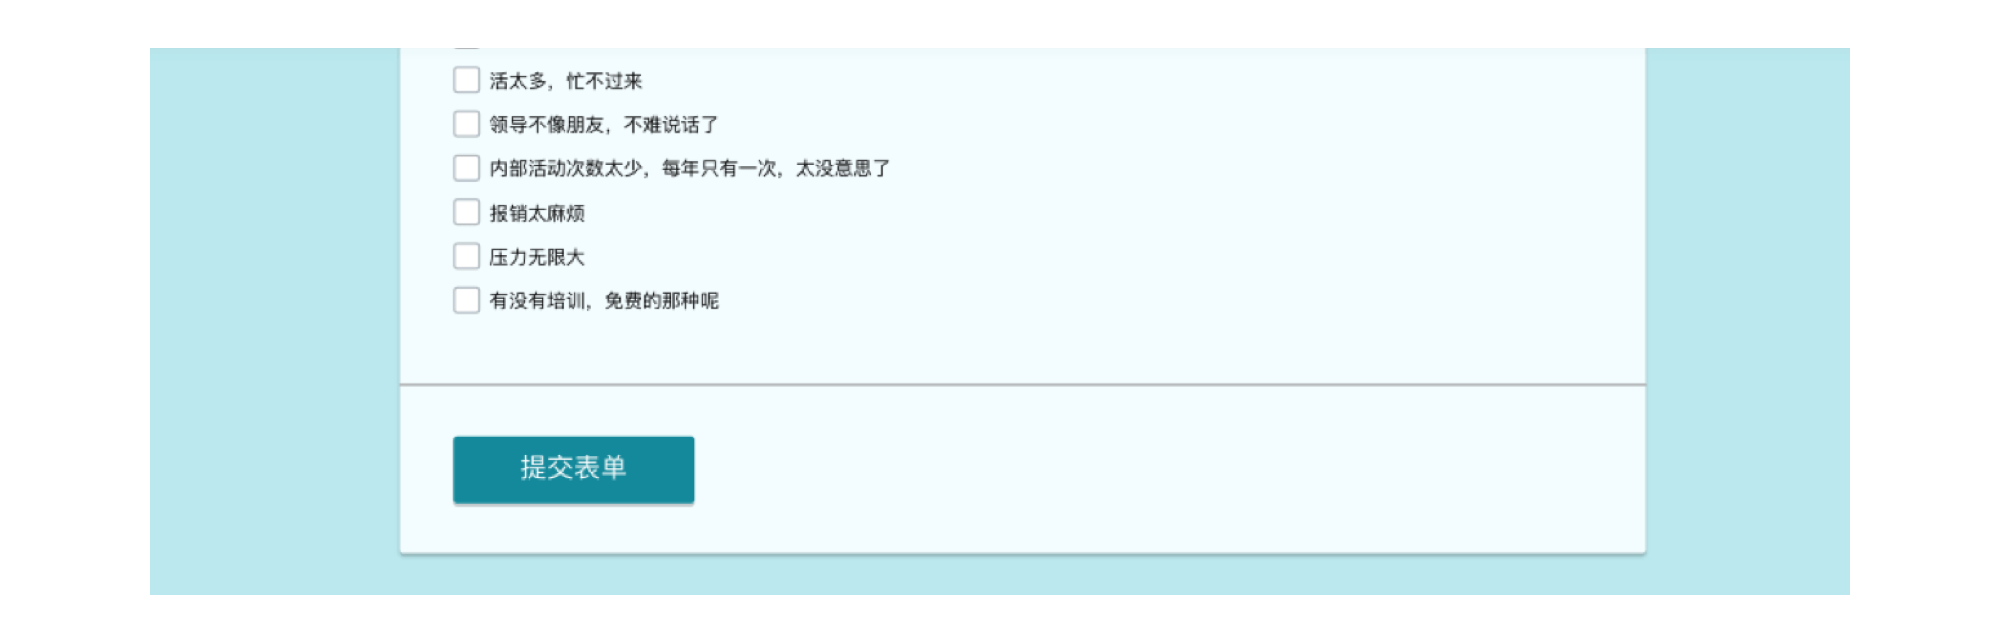 活太多，忙不过来
领导不像朋友，不难说话了
内部活动次数太少，每年只有一次，太没意思了
报销太麻烦
压力无限大
有没有培训，免费的那种呢
提交表单